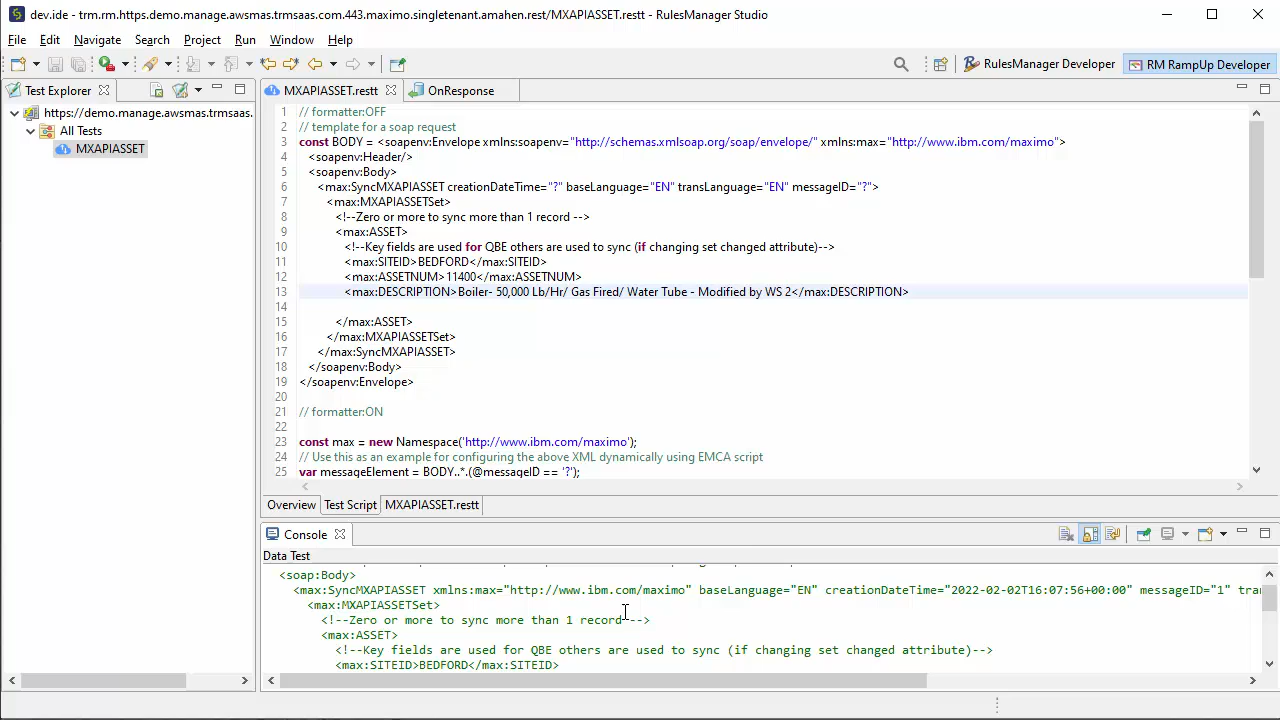 dev.ide - trm.rm.https.demo.manage.awsmas.trmsaas.com.443.maximo.singletenant.amahen.rest/MXAPIASSET.restt - RulesManager Studio
File Edit Navigate Search Project Run Window Help
RulesManager Developer RM RampUp Developer
Test Explorer
https://demo.manage.awsmas.trmsaas.
All Tests
MXAPIASSET
MXAPIASSET.restt OnResponse
1 // formatter:OFF
2 // template for a soap request
3 const BODY = <soapenv:Envelope xmlns:soapenv="http://schemas.xmlsoap.org/soap/envelope/" xmlns:max="http://www.ibm.com/maximo">
4 <soapenv:Header/>
5 <soapenv:Body>
6 <max:SyncMXAPIASSET creationDateTime="?" baseLanguage="EN" transLanguage="EN" messageID="?">
7 <max:MXAPIASSETSet>
8 <!--Zero or more to sync more than 1 record -->
9 <max:ASSET>
10 <!--Key fields are used for QBE others are used to sync (if changing set changed attribute)-->
11 <max:SITEID>BEDFORD</max:SITEID>
12 <max:ASSETNUM>11400</max:ASSETNUM>
13 <max:DESCRIPTION>Boiler- 50,000 Lb/Hr/ Gas Fired/ Water Tube - Modified by WS 2</max:DESCRIPTION>
14
15 </max:ASSET>
16 </max:MXAPIASSETSet>
17 </max:SyncMXAPIASSET>
18 </soapenv:Body>
19 </soapenv:Envelope>
20
21 // formatter:ON
22
23 const max = new Namespace('http://www.ibm.com/maximo');
24 // Use this as an example for configuring the above XML dynamically using EMCA script
25 var messageElement = BODY..*.(@messageID == '?');
Overview Test Script MXAPIASSET.restt
Console
Data Test
<soap:Body>
<max:SyncMXAPIASSET xmlns:max="http://www.ibm.com/maximo" baseLanguage="EN" creationDateTime="2022-02-02T16:07:56+00:00" messageID="1" tra
<max:MXAPIASSETSet>
<!--Zero or more to sync more than 1 record -->
<max:ASSET>
<!--Key fields are used for QBE others are used to sync (if changing set changed attribute)-->
<max:SITEID>BEDFORD</max:SITEID>